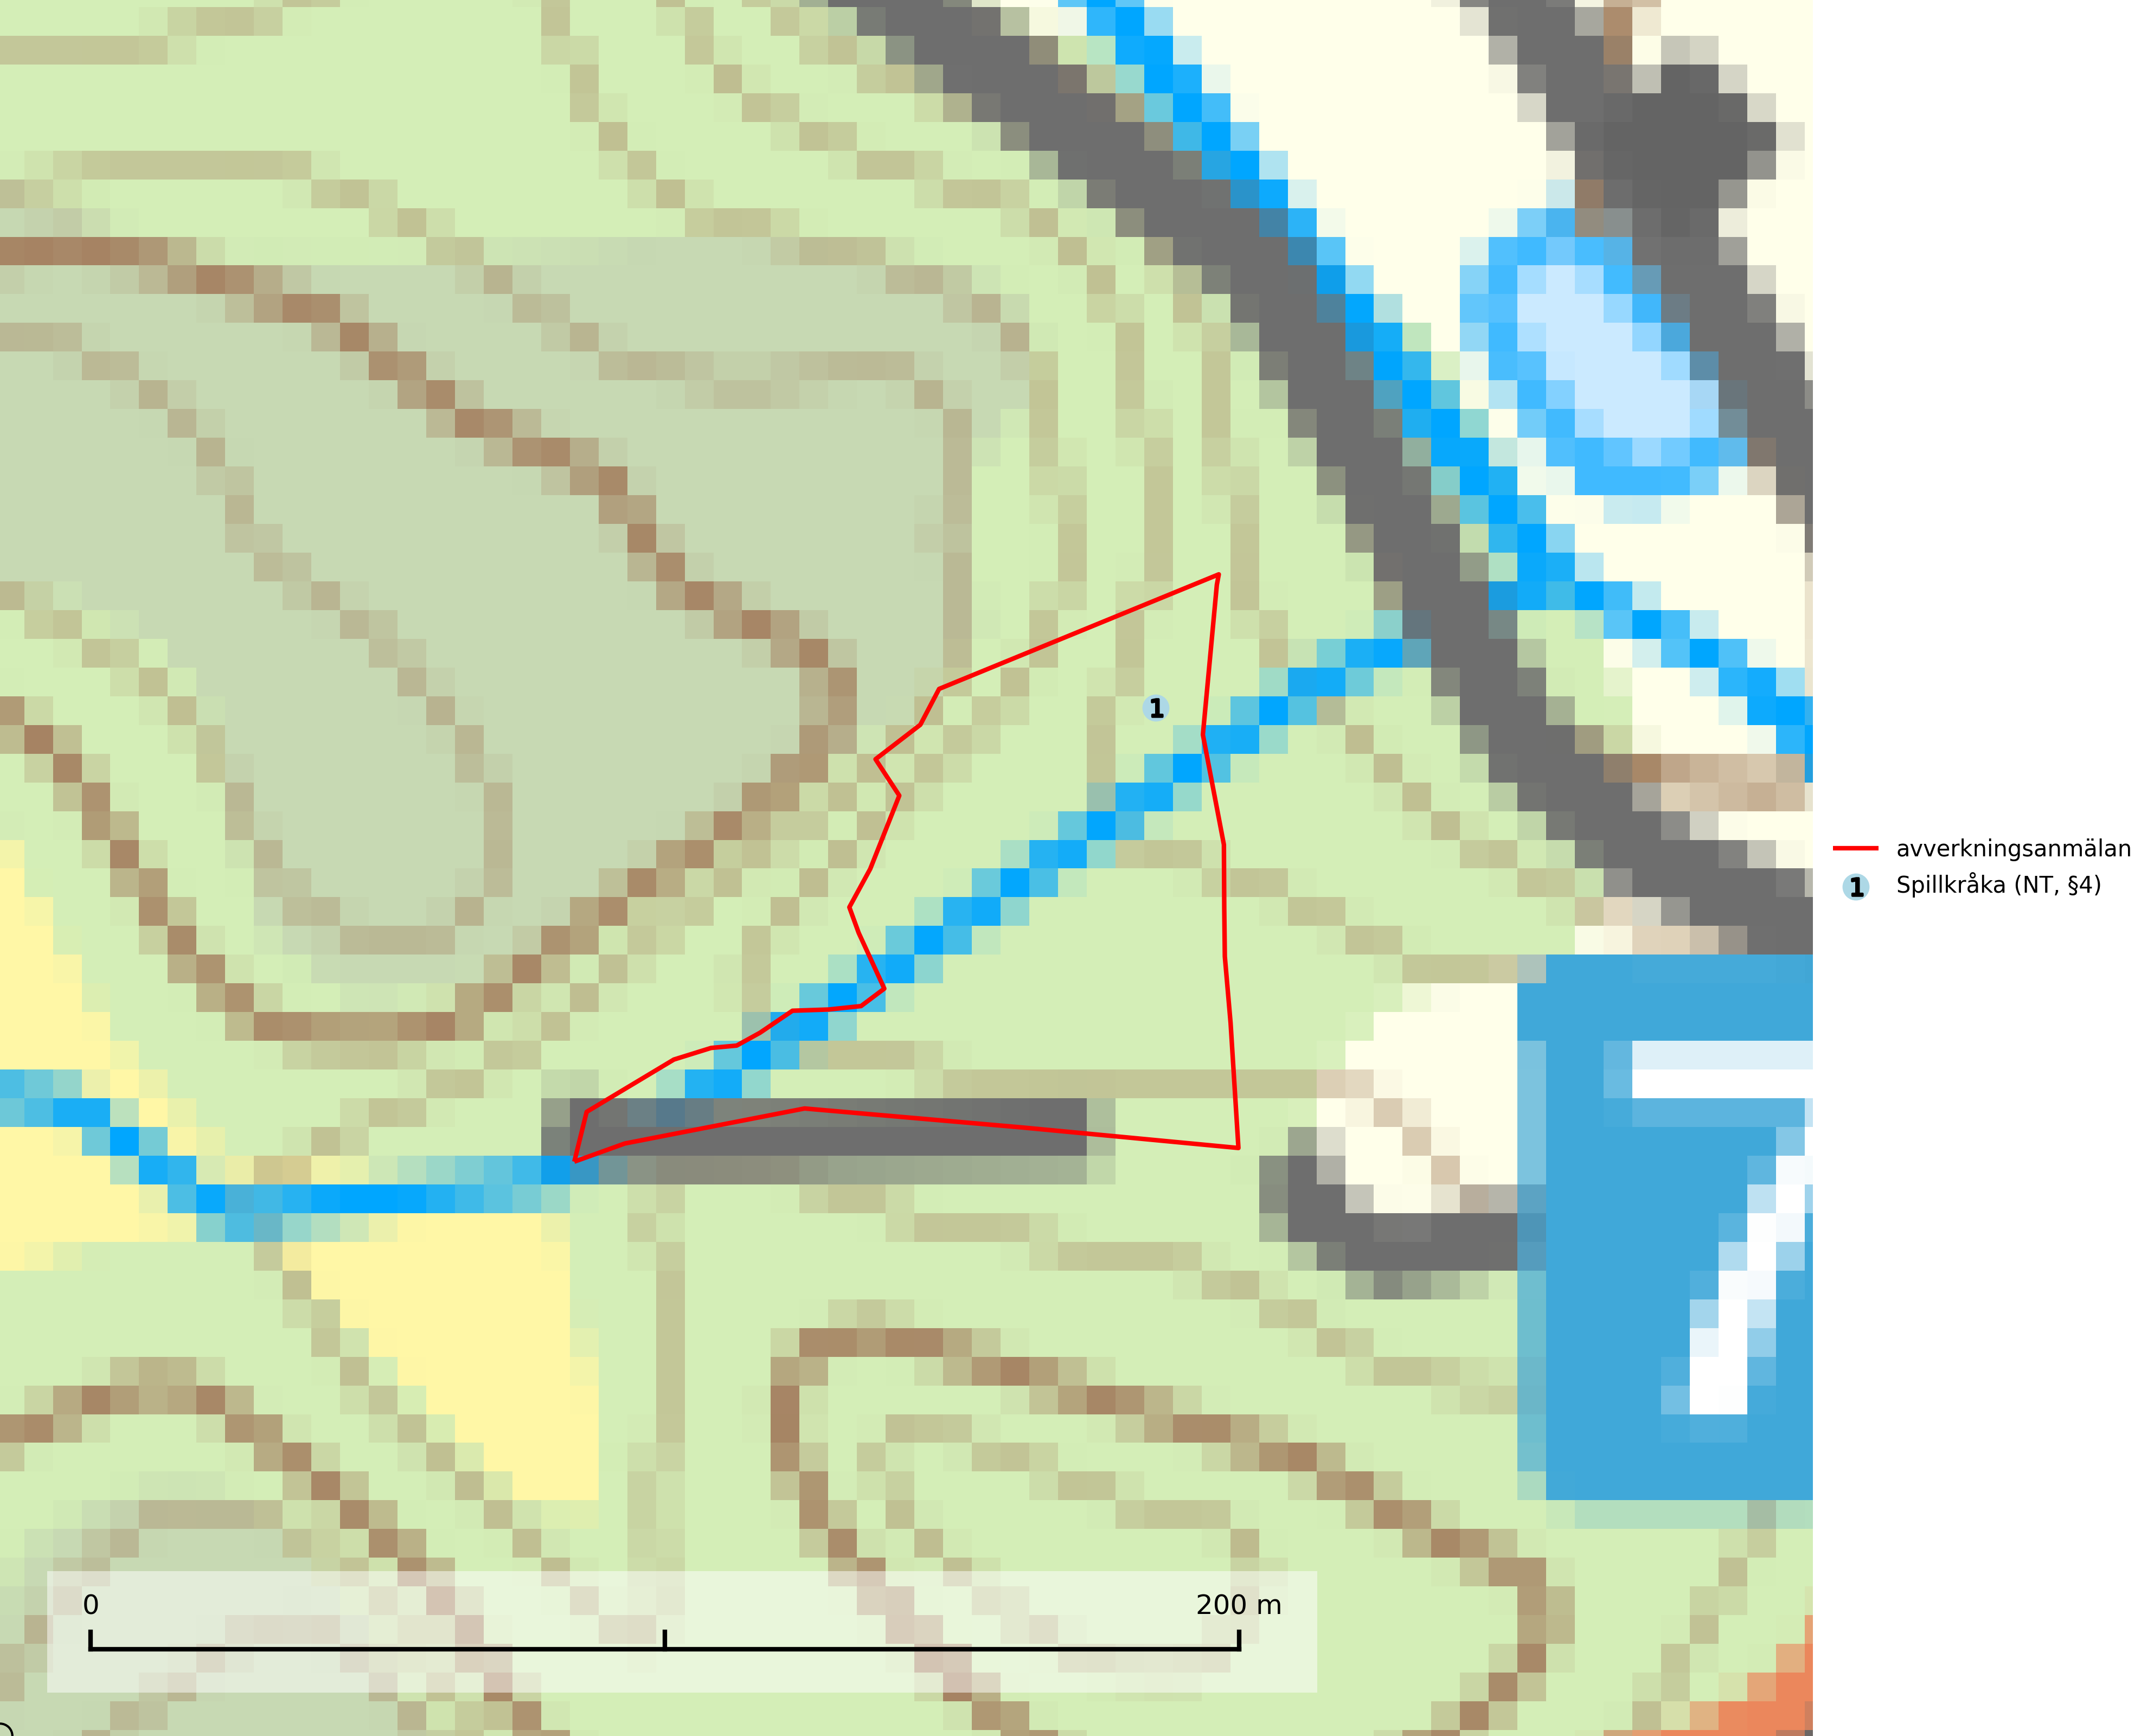 1
avverkningsanmälan
1 Spillkråka (NT, §4)
0 200 m